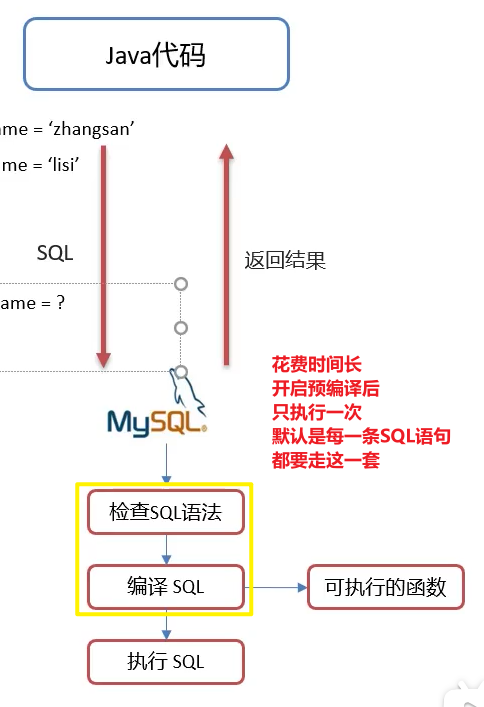 Java代码
ame = ‘zhangsan’
me = ‘lisi’
SQL
返回结果
ame = ?
花费时间长
开启预编译后
只执行一次
默认是每一条SQL语句
都要走这一套
MySQL®
检查SQL语法
编译 SQL
可执行的函数
执行 SQL